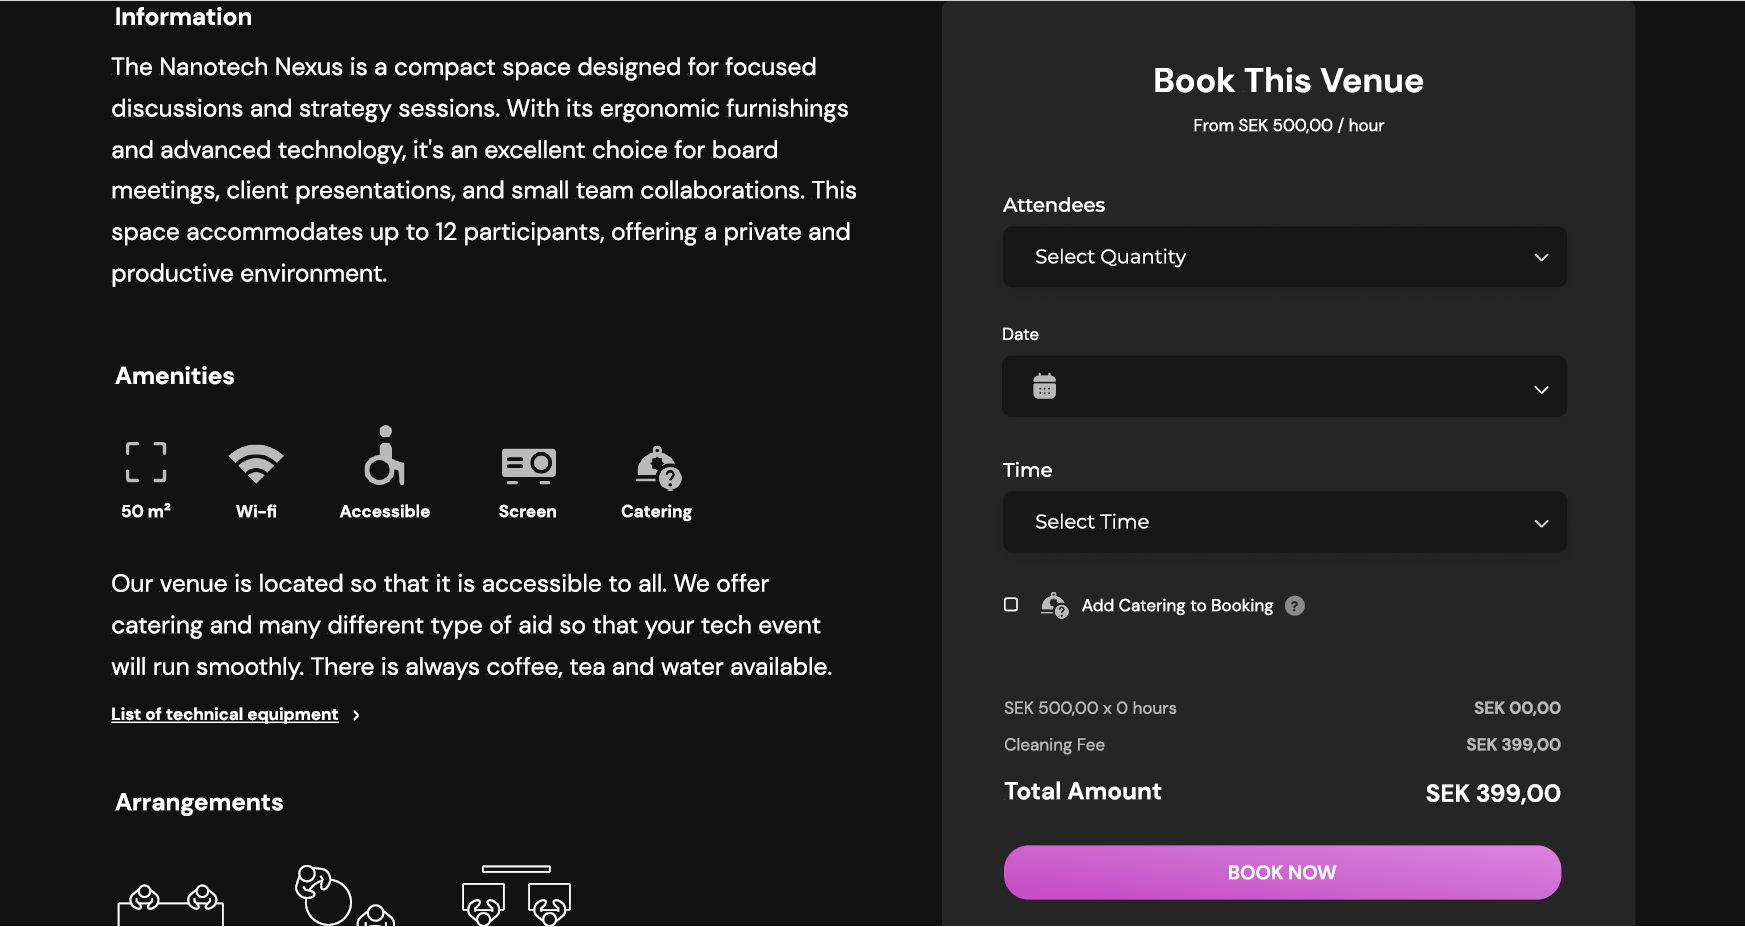 Information
The Nanotech Nexus is a compact space designed for focused
discussions and strategy sessions. With its ergonomic furnishings
and advanced technology, it's an excellent choice for board
meetings, client presentations, and small team collaborations. This
space accommodates up to 12 participants, offering a private and
productive environment.
Amenities
50 m²
Wi-fi
Accessible
Screen
Catering
Our venue is located so that it is accessible to all. We offer
catering and many different type of aid so that your tech event
will run smoothly. There is always coffee, tea and water available.
List of technical equipment
Arrangements
Book This Venue
From SEK 500,00 / hour
Attendees
Select Quantity
Date
Time
Select Time
Add Catering to Booking ?
SEK 500,00 x 0 hours SEK 00,00
Cleaning Fee SEK 399,00
Total Amount SEK 399,00
BOOK NOW